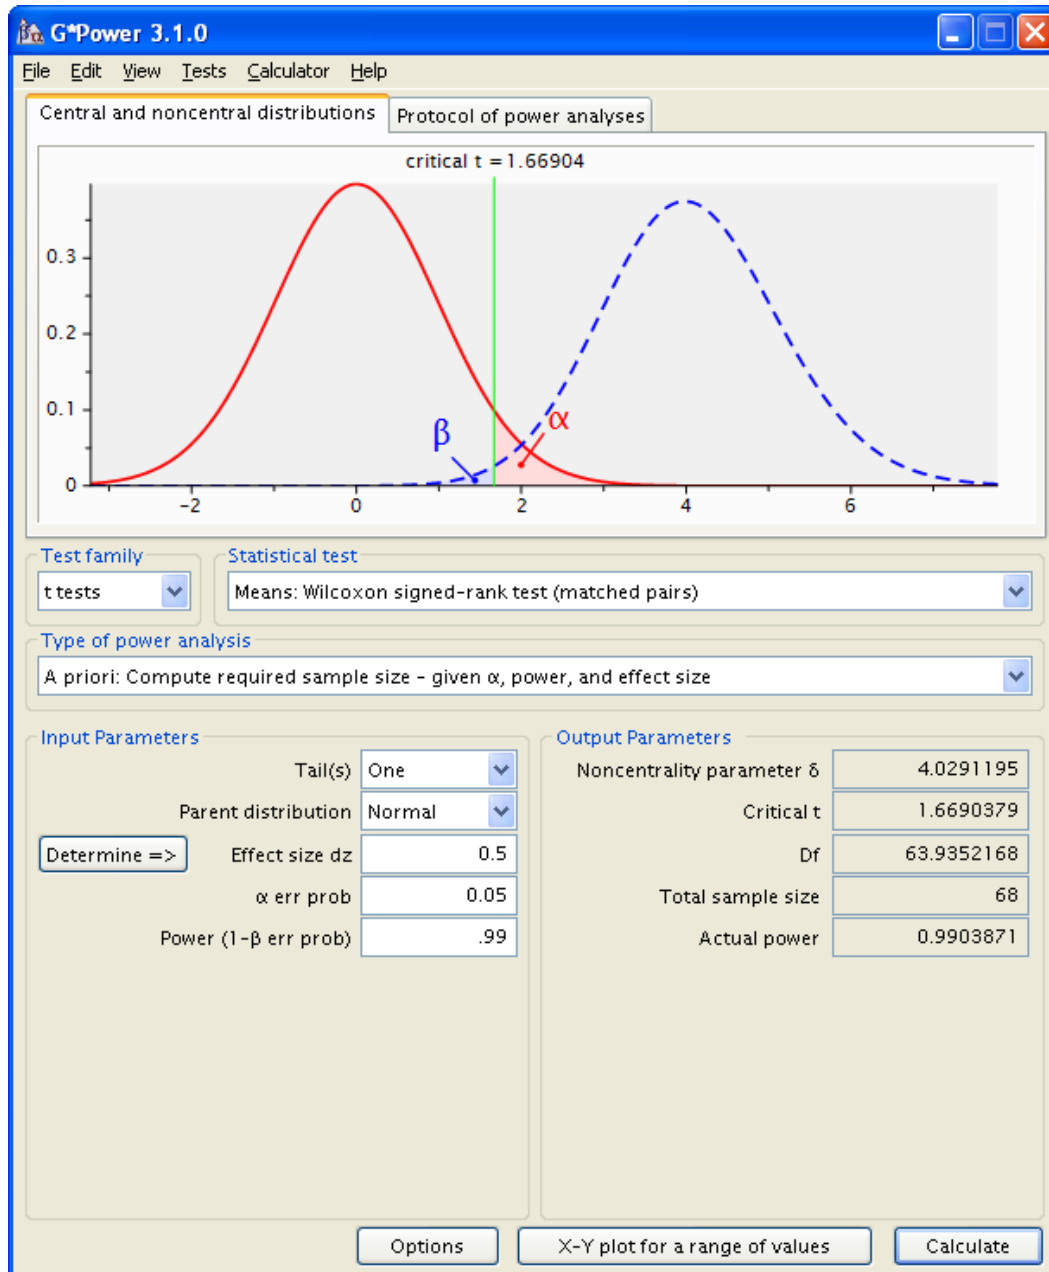 G*Power 3.1.0
File Edit View Tests Calculator Help
Central and noncentral distributions Protocol of power analyses
critical t = 1.66904
0.3
0.2
0.1
0
β
α
-2 0 2 4 6
Test family
Statistical test
t tests
Means: Wilcoxon signed-rank test (matched pairs)
Type of power analysis
A priori: Compute required sample size - given α, power, and effect size
Input Parameters
Output Parameters
Tail(s) One
Noncentrality parameter δ 4.0291195
Parent distribution Normal
Critical t 1.6690379
Determine => Effect size dz 0.5
Df 63.9352168
α err prob 0.05
Total sample size 68
Power (1-β err prob) .99
Actual power 0.9903871
Options X-Y plot for a range of values Calculate